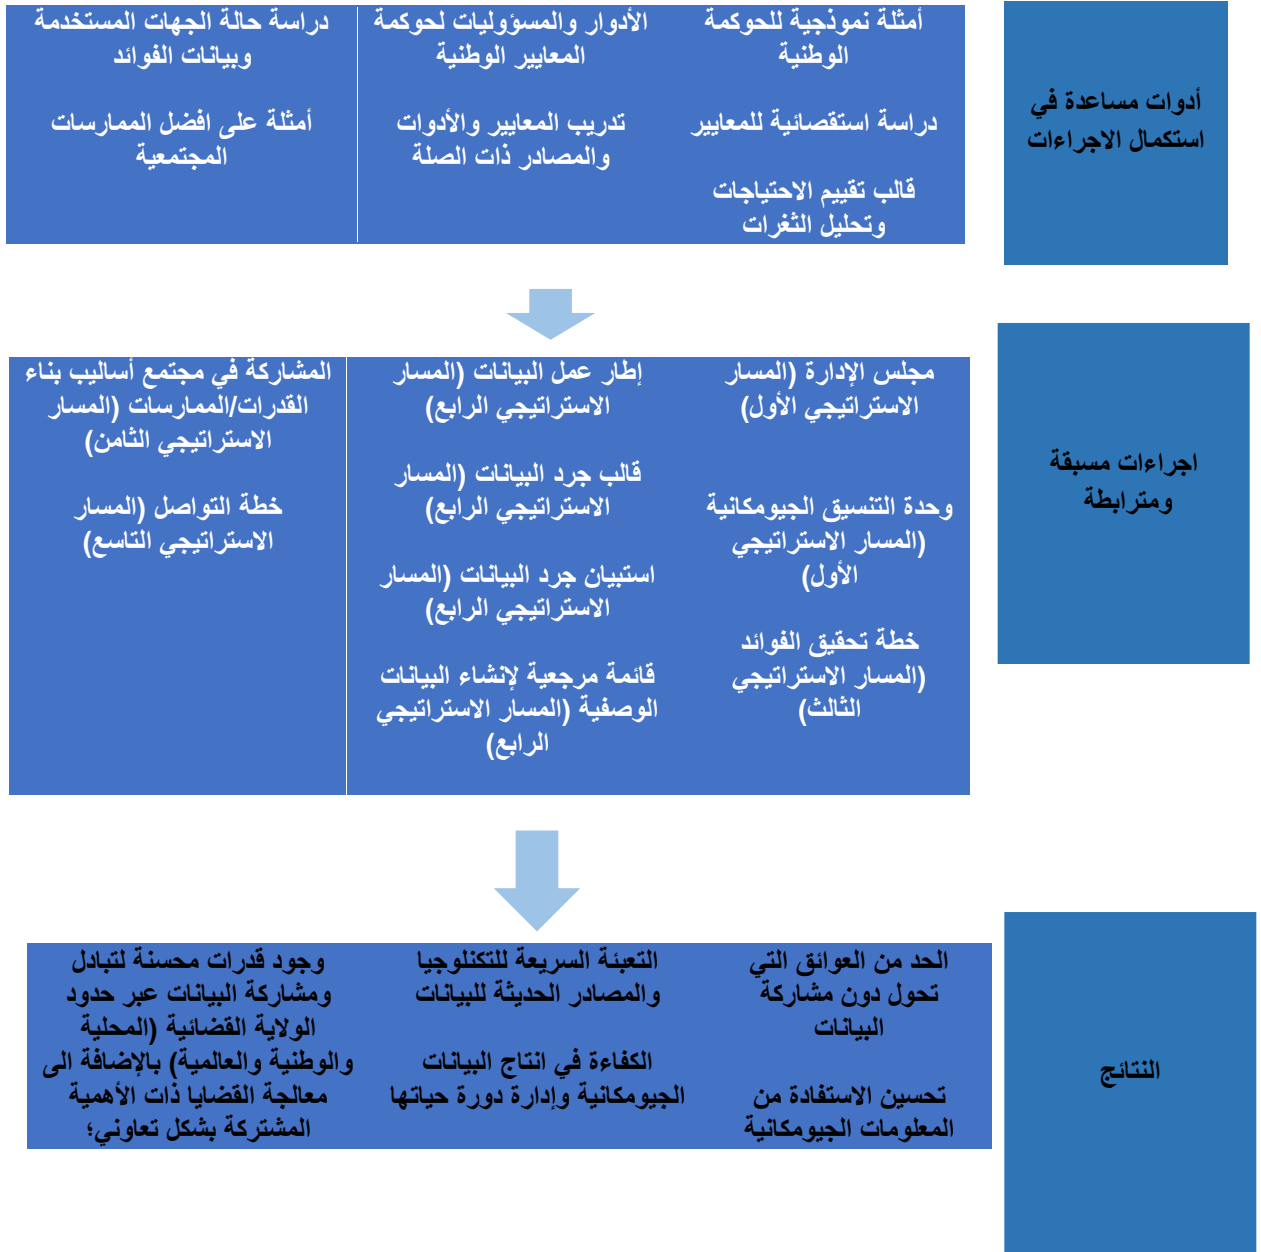 أدوات مساعدة في
استكمال الاجراءات
أمثلة نموذجية للحوكمة
الوطنية
دراسة استقصائية للمعايير
قالب تقييم الاحتياجات
وتحليل الثغرات
الأدوار والمسؤوليات لحوكمة
المعايير الوطنية
تدريب المعايير والأدوات
والمصادر ذات الصلة
دراسة حالة الجهات المستخدمة
وبيانات الفوائد
أمثلة على افضل الممارسات
المجتمعية
اجراءات مسبقة
ومترابطة
مجلس الإدارة (المسار
الاستراتيجي الأول)
وحدة التنسيق الجيومكانية
(المسار الاستراتيجي
الأول)
خطة تحقيق الفوائد
(المسار الاستراتيجي
الثالث)
إطار عمل البيانات (المسار
الاستراتيجي الرابع)
قالب جرد البيانات (المسار
الاستراتيجي الرابع)
استبيان جرد البيانات (المسار
الاستراتيجي الرابع)
قائمة مرجعية لإنشاء البيانات
الوصفية (المسار الاستراتيجي
الرابع)
المشاركة في مجتمع أساليب بناء
القدرات/الممارسات (المسار
الاستراتيجي الثامن)
خطة التواصل (المسار
الاستراتيجي التاسع)
النتائج
الحد من العوائق التي
تحول دون مشاركة
البيانات
تحسين الاستفادة من
المعلومات الجيومكانية
التعبئة السريعة للتكنلوجيا
والمصادر الحديثة للبيانات
الكفاءة في انتاج البيانات
الجيومكانية وإدارة دورة حياتها
وجود قدرات محسنة لتبادل
ومشاركة البيانات عبر حدود
الولاية القضائية (المحلية
والوطنية والعالمية) بالإضافة الى
معالجة القضايا ذات الأهمية
المشتركة بشكل تعاوني؛